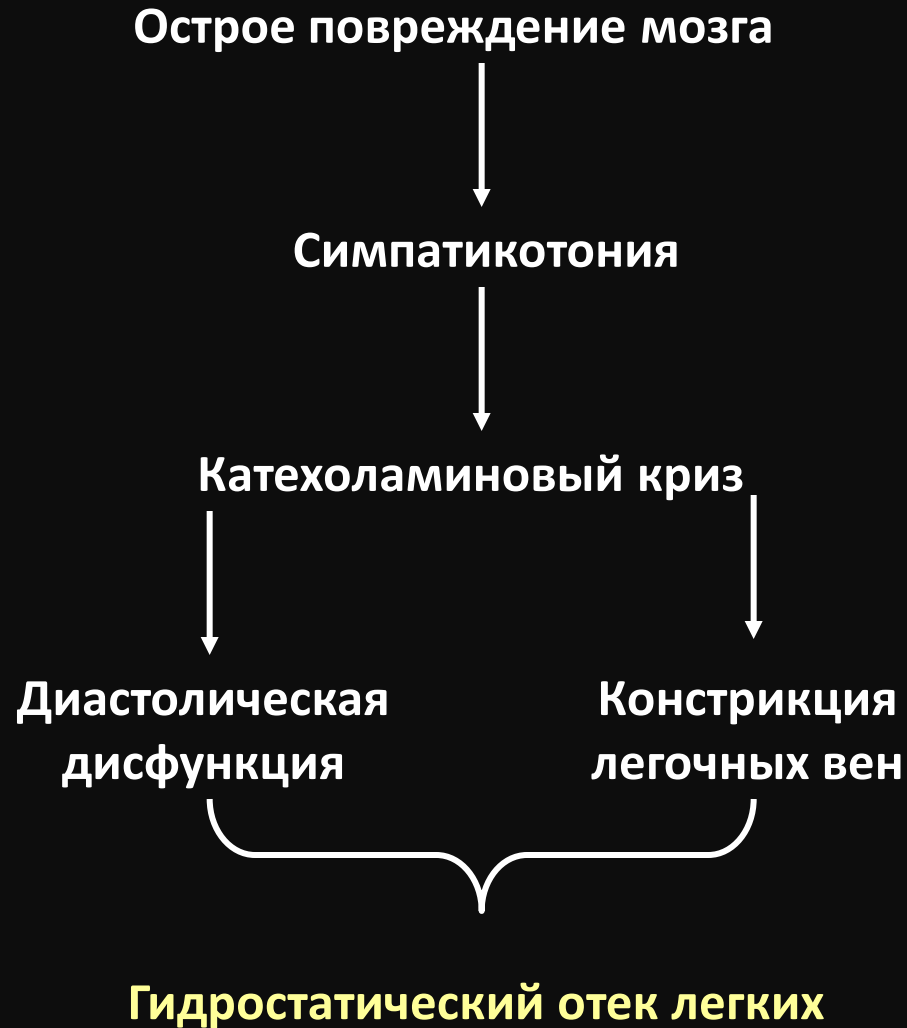 Острое повреждение мозга
Симпатикотония
Катехоламиновый криз
Диастолическая
дисфункция
Констрикция
легочных вен
Гидростатический отек легких